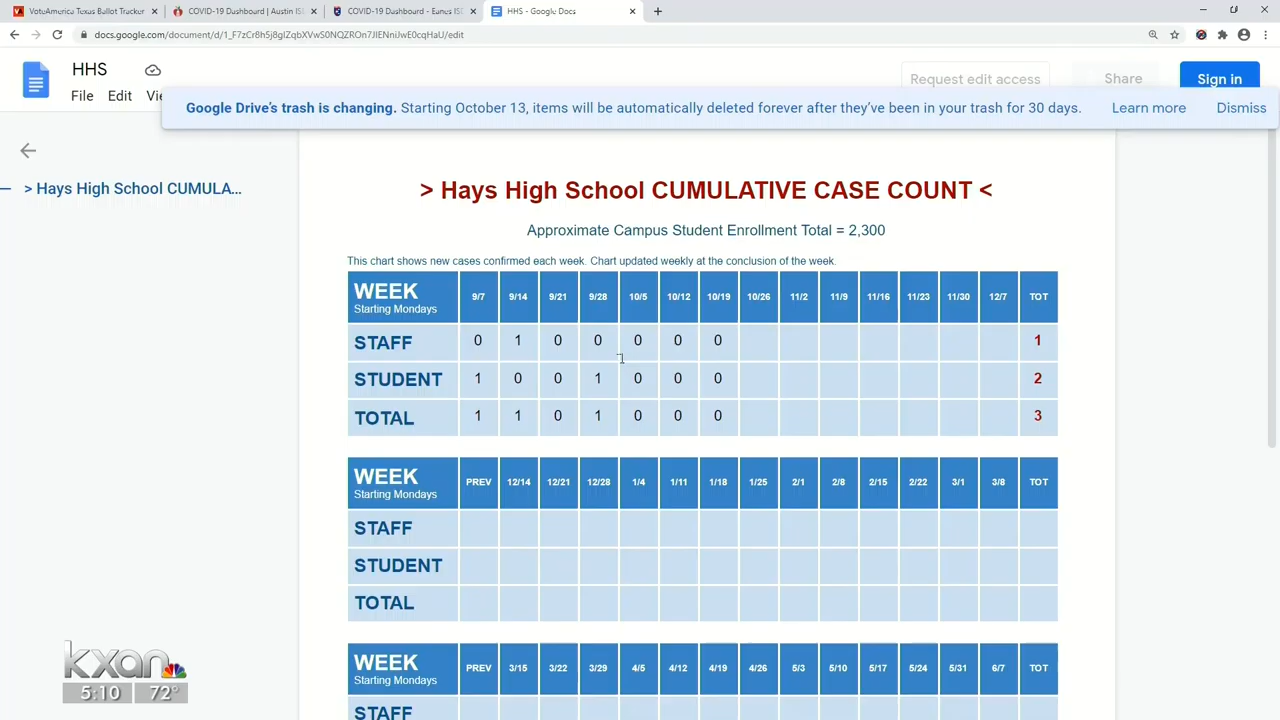 VoteAmerica Texas Ballot Tracker
COVID-19 Dashboard | Austin IS
COVID-19 Dashboard - Eanes IS
HHS - Google Docs
docs.google.com/document/d/
/edit
HHS
Request edit access
Share
Sign in
File Edit Vi
Google Drive's trash is changing. Starting October 13, items will be automatically deleted forever after they've been in your trash for 30 days. Learn more Dismiss
> Hays High School CUMULA...
> Hays High School CUMULATIVE CASE COUNT <
Approximate Campus Student Enrollment Total = 2,300
This chart shows new cases confirmed each week. Chart updated weekly at the conclusion of the week.
WEEK 9/7 9/14 9/21 9/28 10/5 10/12 10/19 10/26 11/2 11/9 11/16 11/23 11/30 12/7 TOT
Starting Mondays
STAFF 0 1 0 0 0 0 0 1
STUDENT 1 0 0 1 0 0 0 2
TOTAL 1 1 0 1 0 0 0 3
WEEK PREV 12/14 12/21 12/28 1/4 1/11 1/18 1/25 2/1 2/8 2/15 2/22 3/1 3/8 TOT
Starting Mondays
STAFF
STUDENT
TOTAL
WEEK PREV 3/15 3/22 3/29 4/5 4/12 4/19 4/26 5/3 5/10 5/17 5/24 5/31 6/7 TOT
Starting Mondays
STAFF
kxan
5:10 72°